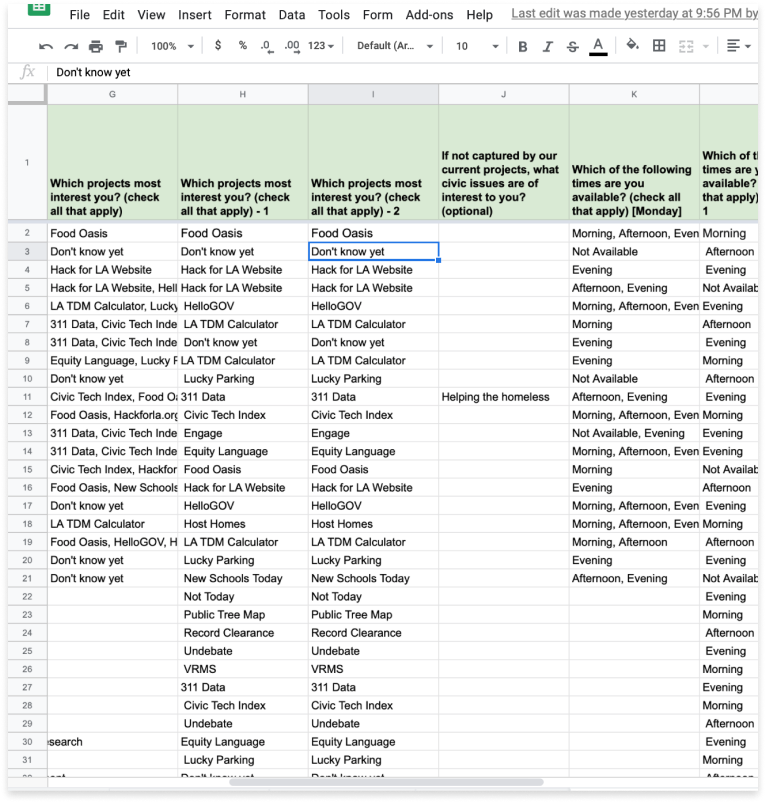 File Edit View Insert Format Data Tools Form Add-ons Help Last edit was made yesterday at 9:56 PM by
100% $ % .0 .00 123 Default (Ar... 10 B I S A
fx Don't know yet
G H I J K
1 Which projects most interest you? (check all that apply) Which projects most interest you? (check all that apply) - 1 Which projects most interest you? (check all that apply) - 2 If not captured by our current projects, what civic issues are of interest to you? (optional) Which of the following times are you available? (check all that apply) [Monday] Which of times are available? that apply) 1
2 Food Oasis Food Oasis Food Oasis Morning, Afternoon, Even Morning
3 Don't know yet Don't know yet Don't know yet Not Available Afternoon
4 Hack for LA Website Hack for LA Website Hack for LA Website Evening Evening
5 Hack for LA Website, Hell Hack for LA Website Hack for LA Website Afternoon, Evening Not Availab
6 LA TDM Calculator, Lucky HelloGOV HelloGOV Morning, Afternoon, Even Evening
7 311 Data, Civic Tech Inde LA TDM Calculator LA TDM Calculator Morning Afternoon
8 311 Data, Civic Tech Inde Don't know yet Don't know yet Evening Evening
9 Equity Language, Lucky P LA TDM Calculator LA TDM Calculator Evening Morning
10 Don't know yet Lucky Parking Lucky Parking Not Available Afternoon
11 Civic Tech Index, Food Oa 311 Data 311 Data Helping the homeless Afternoon, Evening Evening
12 Food Oasis, Hackforla.org Civic Tech Index Civic Tech Index Morning, Afternoon, Even Morning
13 311 Data, Civic Tech Inde Engage Engage Not Available, Evening Evening
14 311 Data, Civic Tech Inde Equity Language Equity Language Morning, Afternoon, Even Evening
15 Civic Tech Index, Hackfor Food Oasis Food Oasis Morning Not Availab
16 Food Oasis, New Schools Hack for LA Website Hack for LA Website Evening Afternoon
17 Don't know yet HelloGOV HelloGOV Morning, Afternoon, Even Evening
18 LA TDM Calculator Host Homes Host Homes Morning, Afternoon, Even Morning
19 Food Oasis, HelloGOV, H LA TDM Calculator LA TDM Calculator Morning, Afternoon Afternoon
20 Don't know yet Lucky Parking Lucky Parking Evening Evening
21 Don't know yet New Schools Today New Schools Today Afternoon, Evening Not Availab
22 Not Today Not Today Evening
23 Public Tree Map Public Tree Map Morning
24 Record Clearance Record Clearance Afternoon
25 Undebate Undebate Evening
26 VRMS VRMS Morning
27 311 Data 311 Data Evening
28 Civic Tech Index Civic Tech Index Morning
29 Undebate Undebate Afternoon
30 search Equity Language Equity Language Evening
31 Lucky Parking Lucky Parking Morning
Don't know yet Don't know yet Afternoon